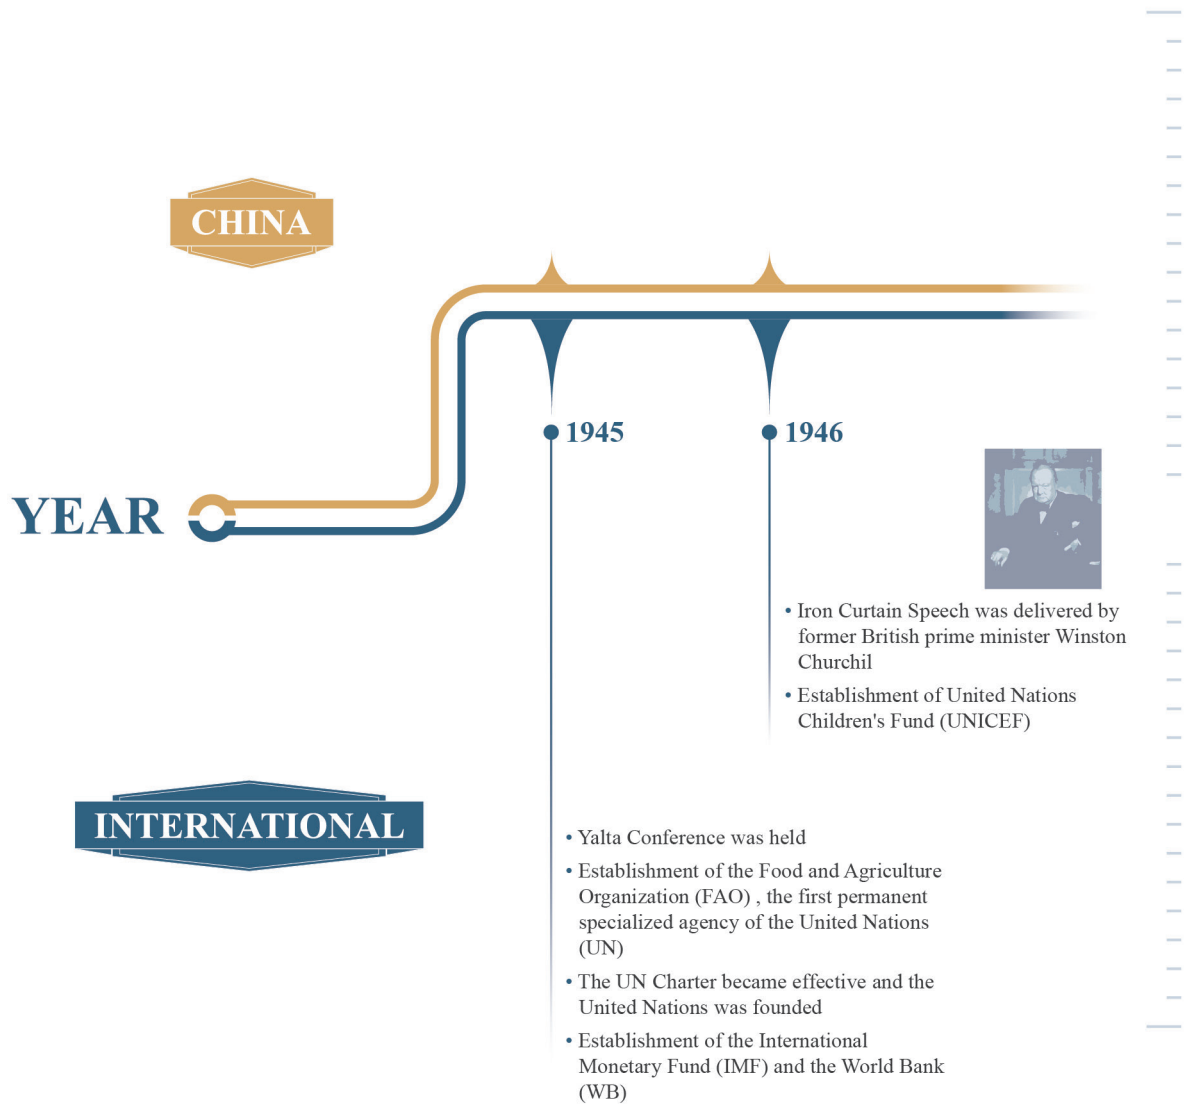 CHINA
1945
1946
YEAR
• Iron Curtain Speech was delivered by
former British prime minister Winston
Churchil
• Establishment of United Nations
Children's Fund (UNICEF)
INTERNATIONAL
• Yalta Conference was held
• Establishment of the Food and Agriculture
Organization (FAO) , the first permanent
specialized agency of the United Nations
(UN)
• The UN Charter became effective and the
United Nations was founded
• Establishment of the International
Monetary Fund (IMF) and the World Bank
(WB)